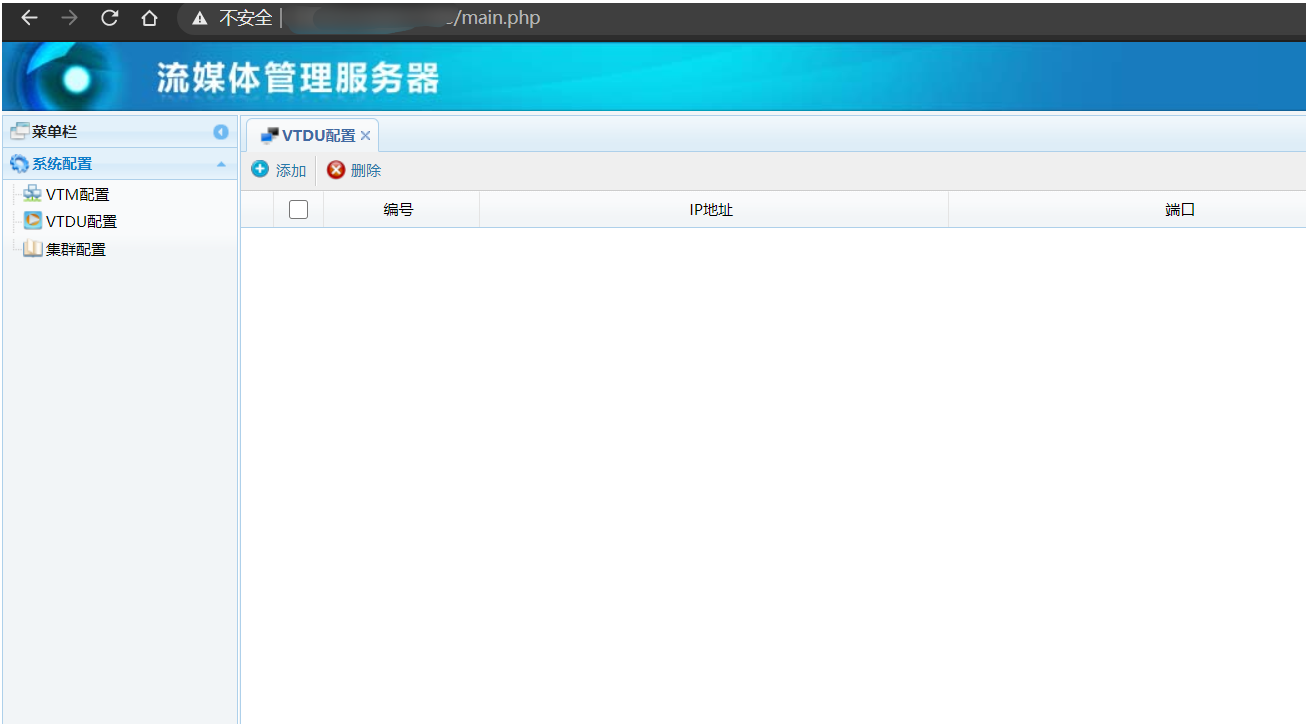 不安全 /main.php
流媒体管理服务器
菜单栏
VTDU配置
系统配置
添加 删除
VTM配置
VTDU配置
集群配置
编号 IP地址 端口